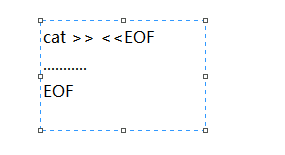 cat >> <<EOF
...........
EOF